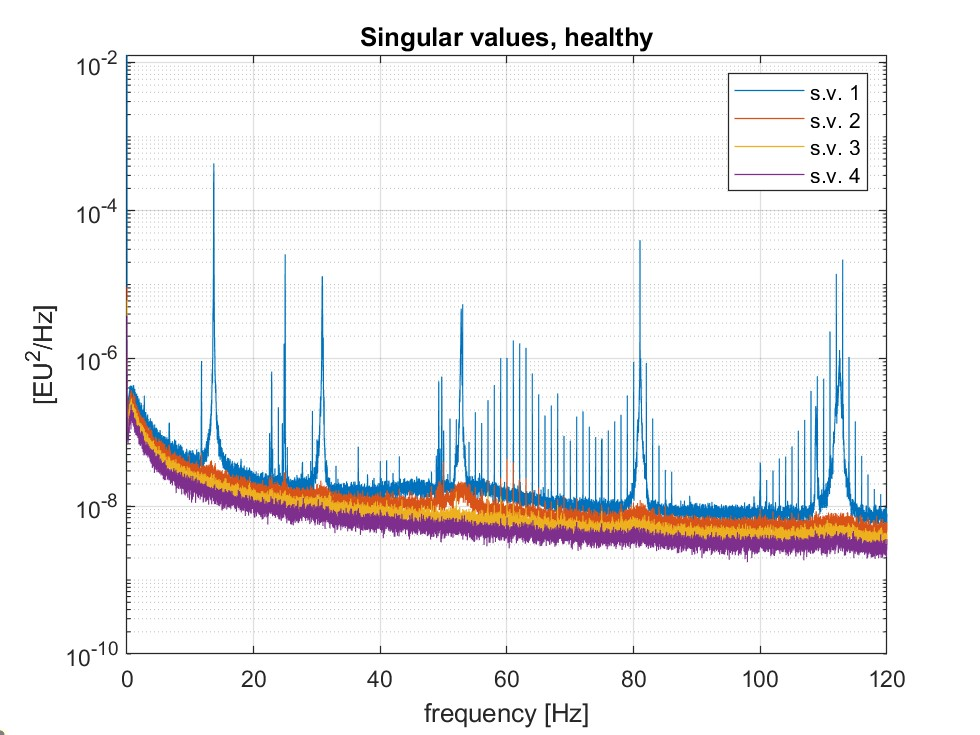 Singular values, healthy
10^-2
10^-4
10^-6
10^-8
10^-10
[EU^2/Hz]
s.v. 1
s.v. 2
s.v. 3
s.v. 4
0 20 40 60 80 100 120
frequency [Hz]